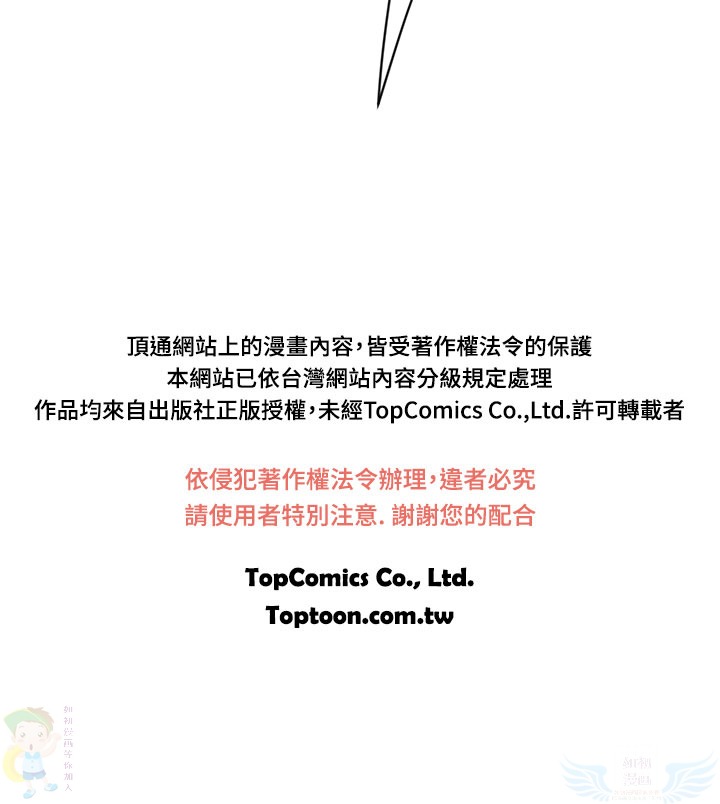 頂通網站上的漫畫內容，皆受著作權法令的保護
本網站已依台灣網站內容分級規定處理
作品均來自出版社正版授權，未經TopComics Co.,Ltd.許可轉載者
依侵犯著作權法令辦理，違者必究
請使用者特別注意. 謝謝您的配合
TopComics Co., Ltd.
Toptoon.com.tw